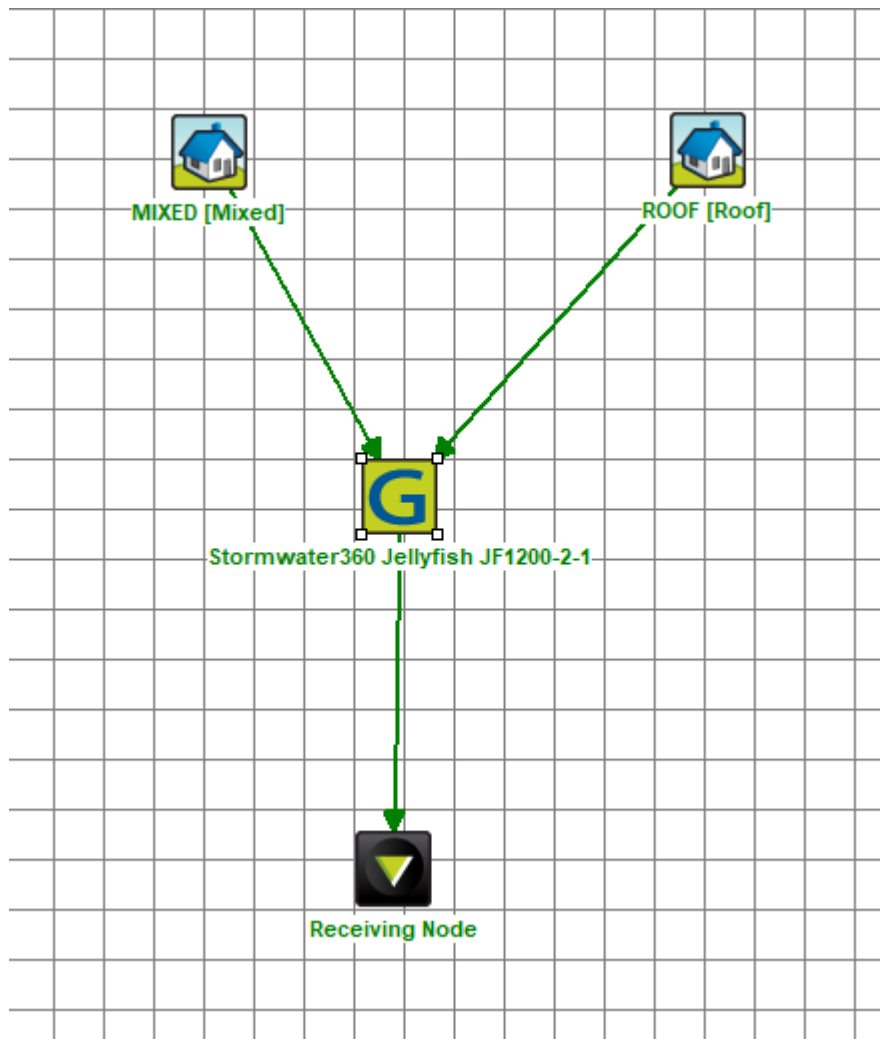 MIXED [Mixed]
ROOF [Roof]
G
Stormwater360 Jellyfish JF1200-2-1
Receiving Node